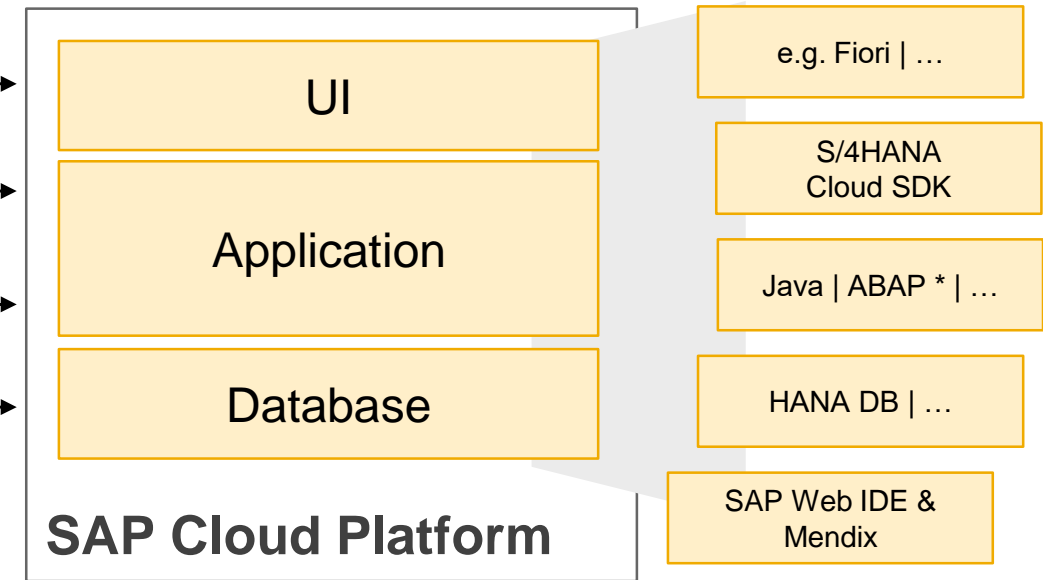 UI
Application
Database
SAP Cloud Platform
e.g. Fiori | …
S/4HANA
Cloud SDK
Java | ABAP * | …
HANA DB | …
SAP Web IDE &
Mendix